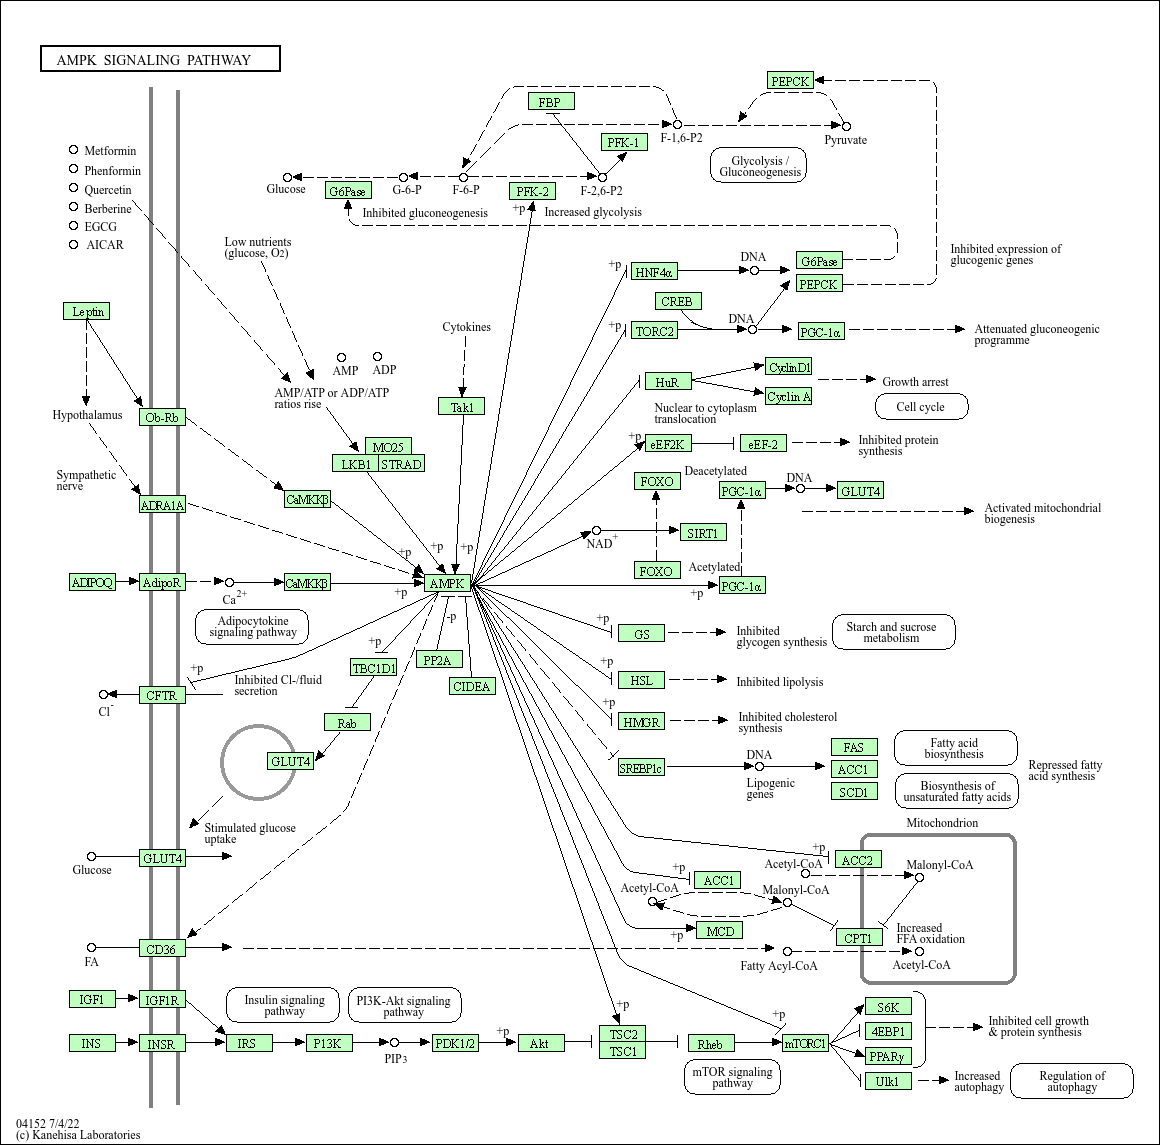 AMPK SIGNALING PATHWAY
PEPCK
FBP
F-1,6-P2
Pyruvate
PFK-1
Metformin
Phenformin
Quercetin
Berberine
EGCG
AICAR
Glycolysis /
Gluconeogenesis
Glucose
G6Pase
G-6-P
F-6-P
PFK-2
F-2,6-P2
+p
Inhibited gluconeogenesis
Increased glycolysis
Low nutrients
(glucose, O2)
Inhibited expression of
glucogenic genes
+p
HNF4α
DNA
G6Pase
PEPCK
Leptin
CREB
+p
TORC2
DNA
PGC-1α
Attenuated gluconeogenic
programme
Cytokines
AMP
ADP
AMP/ATP or ADP/ATP
ratios rise
HuR
CyclinD1
Cyclin A
Growth arrest
Cell cycle
Nuclear to cytoplasm
translocation
Hypothalamus
Ob-Rb
Tak1
MO25
LKB1
STRAD
+p
eEF2K
eEF-2
Inhibited protein
synthesis
Sympathetic
nerve
ADRA1A
CaMKKβ
FOXO
Deacetylated
PGC-1α
DNA
GLUT4
Activated mitochondrial
biogenesis
+p
+p
+p
NAD+
SIRT1
FOXO
Acetylated
PGC-1α
+p
ADIPOQ
AdipoR
Ca2+
CaMKKβ
+p
AMPK
Adipocytokine
signaling pathway
-p
+p
GS
Inhibited
glycogen synthesis
Starch and sucrose
metabolism
+p
TBC1D1
PP2A
CIDEA
+p
HSL
Inhibited lipolysis
+p
CFTR
Cl-
Inhibited Cl-/fluid
secretion
+p
HMGR
Inhibited cholesterol
synthesis
Rab
GLUT4
SREBP1c
DNA
Lipogenic
genes
FAS
ACC1
SCD1
Fatty acid
biosynthesis
Biosynthesis of
unsaturated fatty acids
Repressed fatty
acid synthesis
Stimulated glucose
uptake
Glucose
GLUT4
Mitochondrion
+p
ACC2
Acetyl-CoA
Malonyl-CoA
+p
ACC1
Acetyl-CoA
Malonyl-CoA
+p
MCD
CPT1
Increased
FFA oxidation
FA
CD36
Fatty Acyl-CoA
Acetyl-CoA
IGF1
IGF1R
Insulin signaling
pathway
PI3K-Akt signaling
pathway
INS
INSR
IRS
P13K
PIP3
PDK1/2
+p
Akt
+p
TSC2
TSC1
Rheb
+p
mTORC1
mTOR signaling
pathway
S6K
4EBP1
PPARγ
Ulk1
Inhibited cell growth
& protein synthesis
Increased
autophagy
Regulation of
autophagy
04152 7/4/22
(c) Kanehisa Laboratories